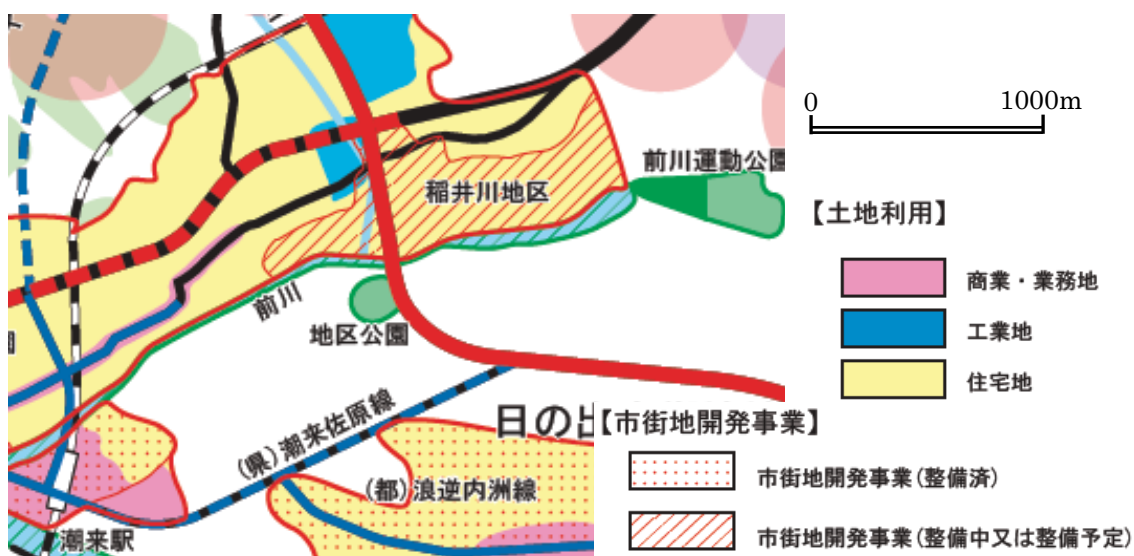 0 1000m
前川運動公園
稲井川地区
【土地利用】
前川
商業・業務地
地区公園
工業地
住宅地
日の出
【市街地開発事業】
(県)潮来佐原線
市街地開発事業(整備済)
(都)浪逆内洲線
潮来駅
市街地開発事業(整備中又は整備予定)